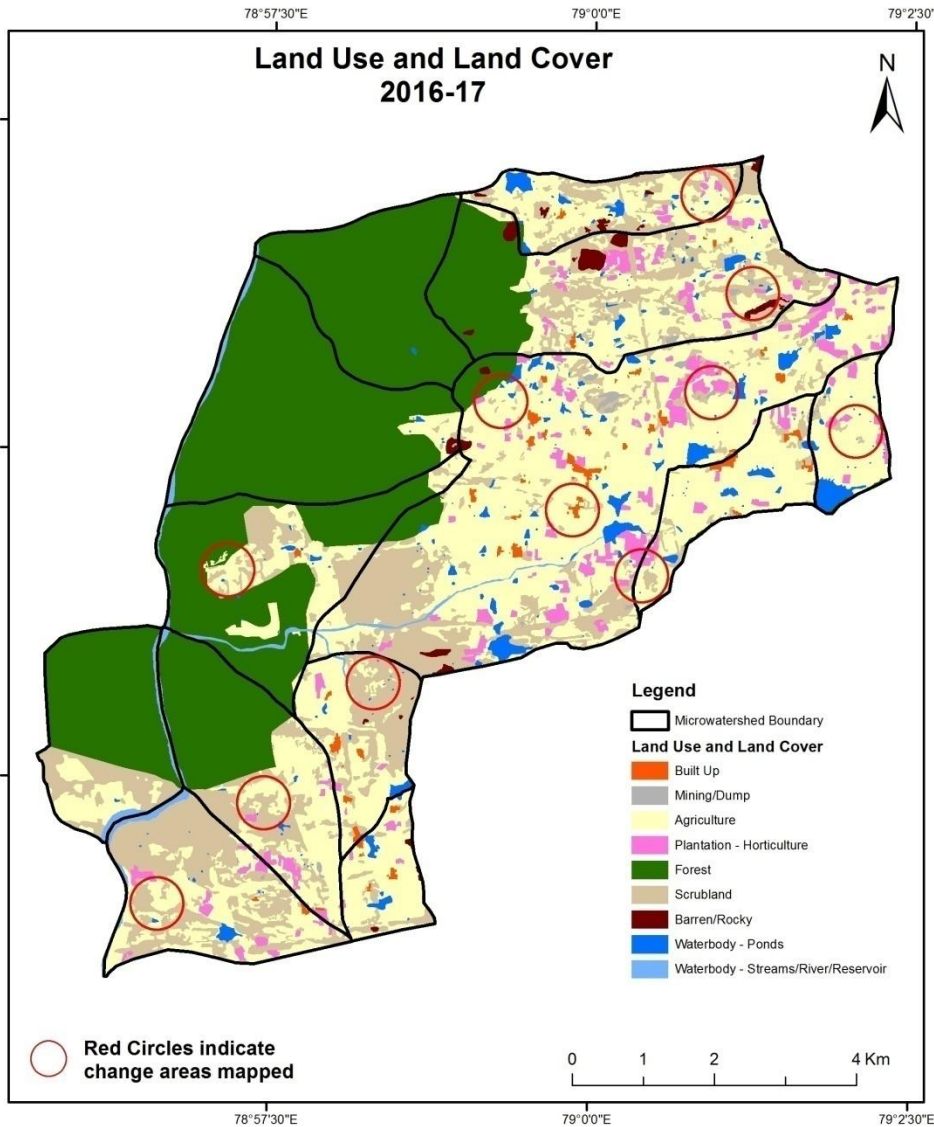 78°57'30"E
79°0'0"E
79°2'30"
Land Use and Land Cover
2016-17
N
Legend
Microwatershed Boundary
Land Use and Land Cover
Built Up
Mining/Dump
Agriculture
Plantation - Horticulture
Forest
Scrubland
Barren/Rocky
Waterbody - Ponds
Waterbody - Streams/River/Reservoir
Red Circles indicate
change areas mapped
0 1 2 4 Km
78°57'30"E
79°0'0"E
79°2'30"E